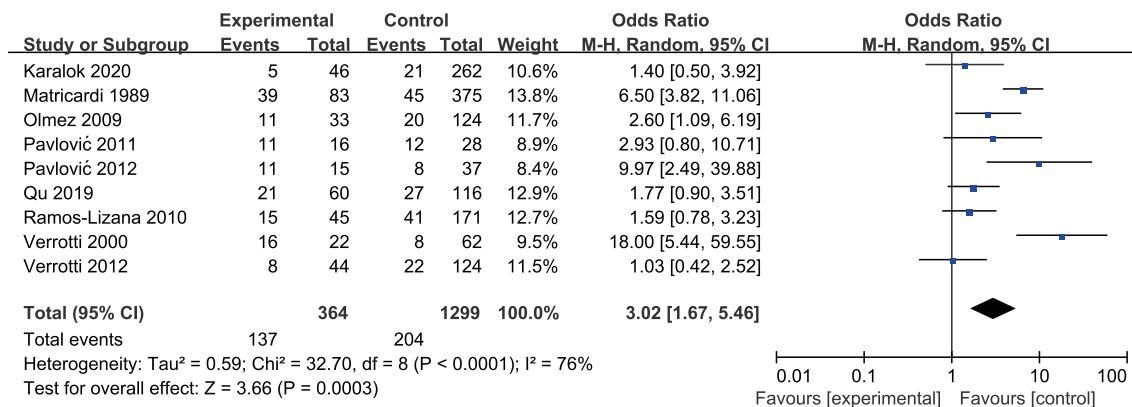 Experimental Control Odds Ratio Odds Ratio
Study or Subgroup Events Total Events Total Weight M-H, Random, 95% CI M-H, Random, 95% CI
Karalok 2020 5 46 21 262 10.6% 1.40 [0.50, 3.92]
Matricardi 1989 39 83 45 375 13.8% 6.50 [3.82, 11.06]
Olmez 2009 11 33 20 124 11.7% 2.60 [1.09, 6.19]
Pavlović 2011 11 16 12 28 8.9% 2.93 [0.80, 10.71]
Pavlović 2012 11 15 8 37 8.4% 9.97 [2.49, 39.88]
Qu 2019 21 60 27 116 12.9% 1.77 [0.90, 3.51]
Ramos-Lizana 2010 15 45 41 171 12.7% 1.59 [0.78, 3.23]
Verrotti 2000 16 22 8 62 9.5% 18.00 [5.44, 59.55]
Verrotti 2012 8 44 22 124 11.5% 1.03 [0.42, 2.52]
Total (95% CI) 364 1299 100.0% 3.02 [1.67, 5.46]
Total events 137 204
Heterogeneity: Tau² = 0.59; Chi² = 32.70, df = 8 (P < 0.0001); I² = 76%
Test for overall effect: Z = 3.66 (P = 0.0003)
0.01 0.1 1 10 100
Favours [experimental] Favours [control]